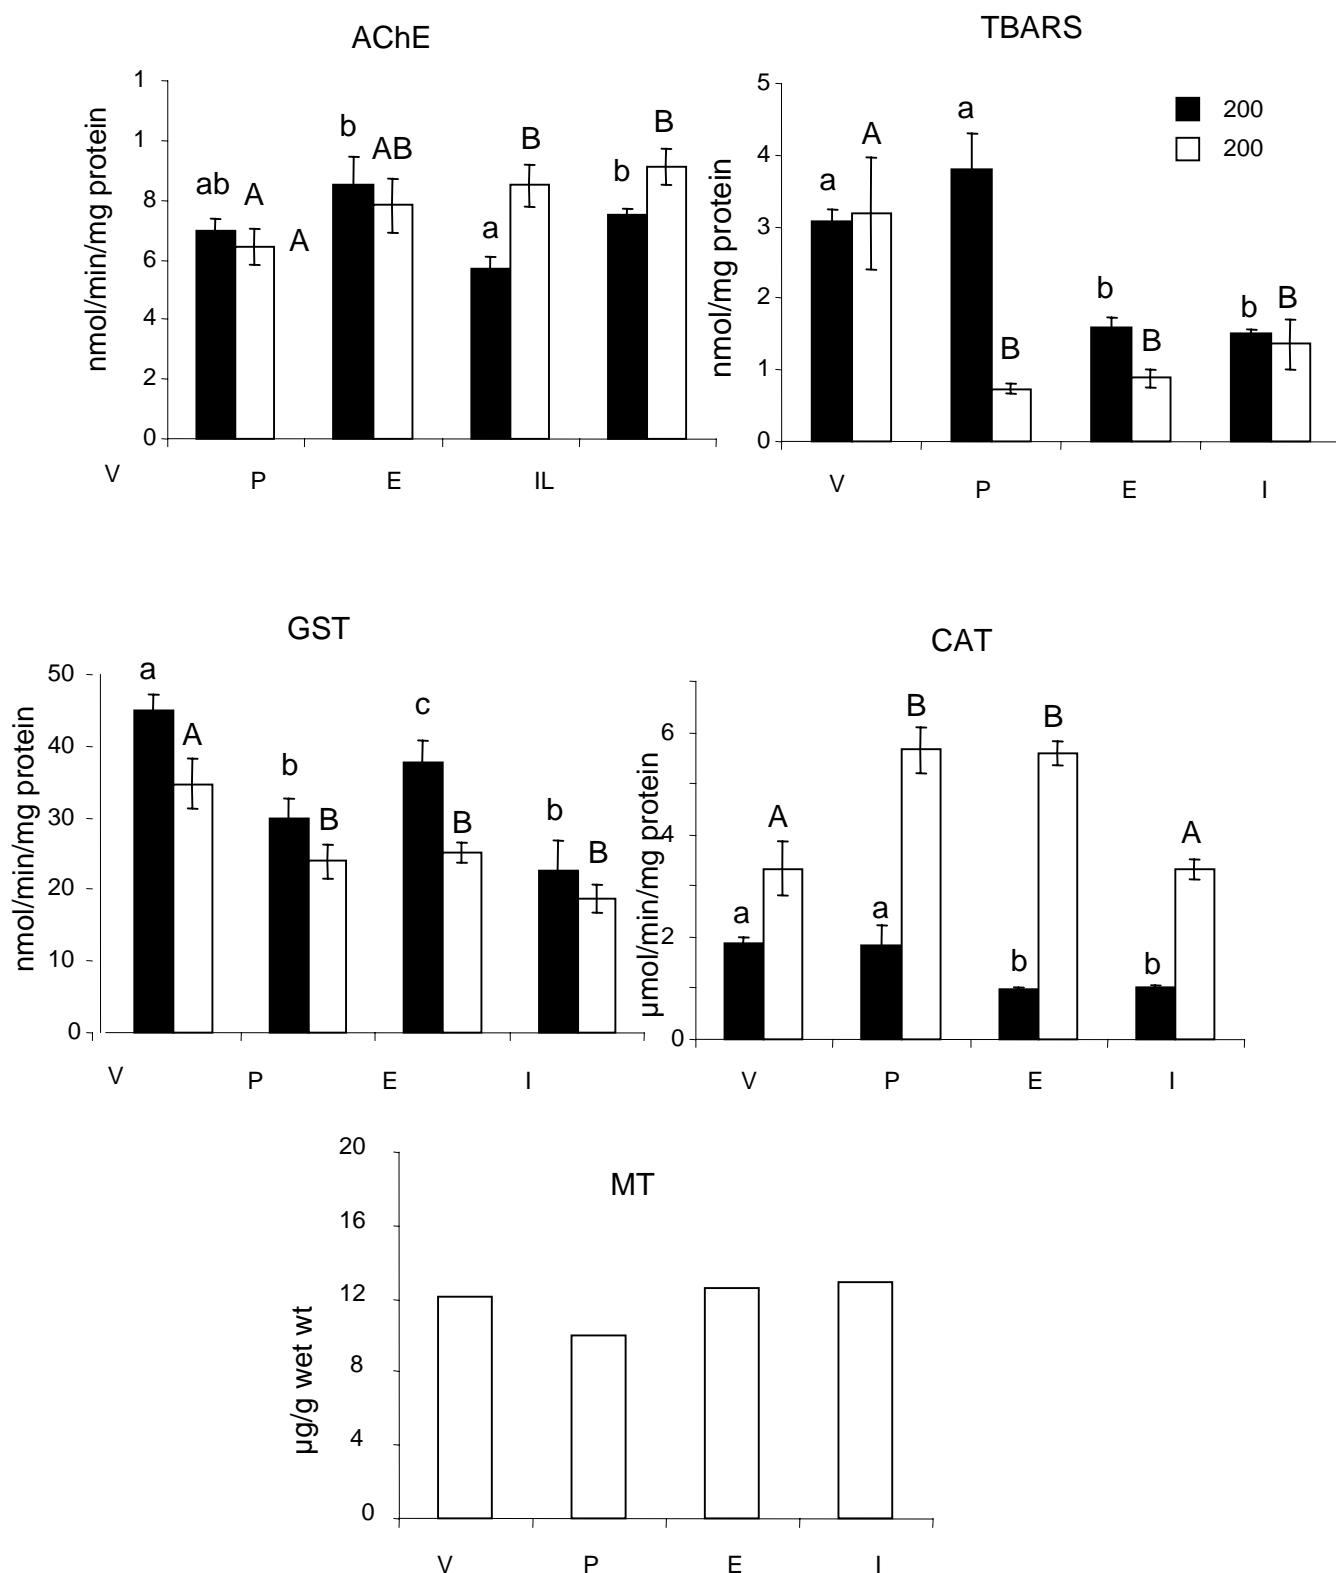 AChE
nmol/min/mg protein
1
1
8
6
4
2
0
ab
A
A
b
AB
a
B
b
B
V P E IL
TBARS
nmol/mg protein
5
4
3
2
1
0
a
A
a
B
b
B
b
B
200
200
V P E I
GST
nmol/min/mg protein
50
40
30
20
10
0
a
A
b
B
c
B
b
B
V P E I
CAT
µmol/min/mg protein
6
4
2
0
a
A
a
B
b
B
b
A
V P E I
MT
µg/g wet wt
20
16
12
8
4
0
V P E I